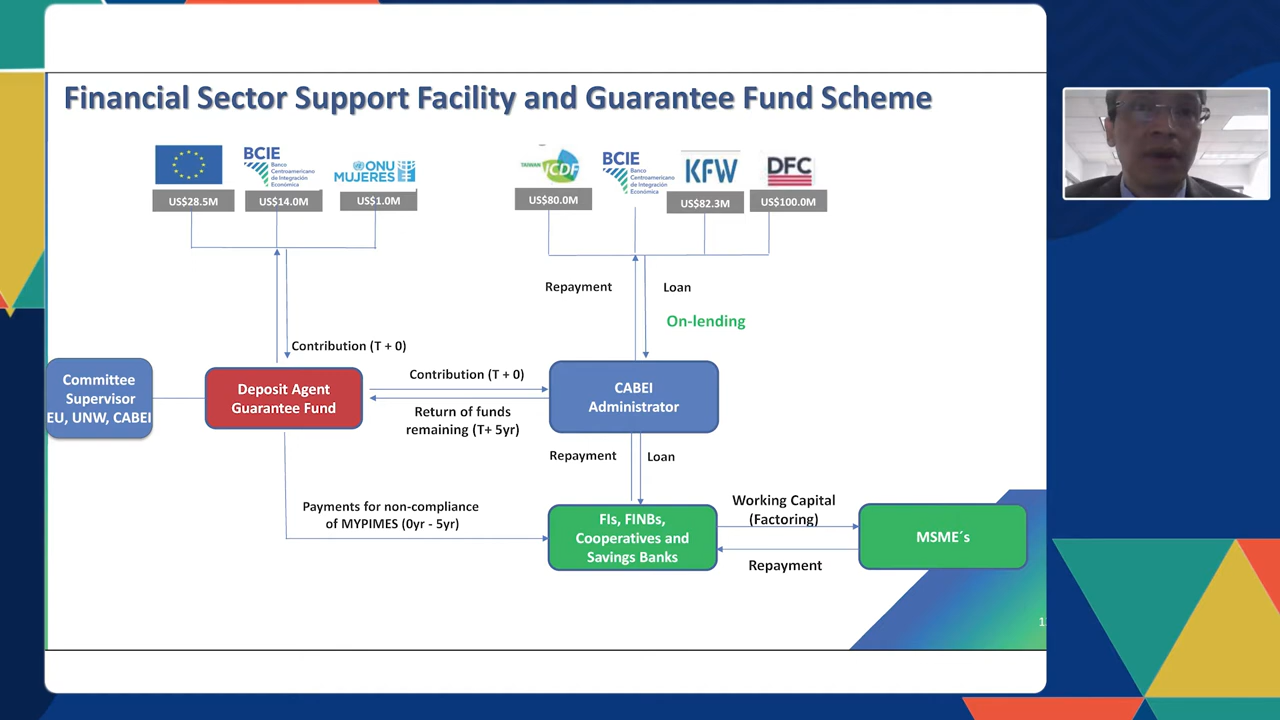 Financial Sector Support Facility and Guarantee Fund Scheme
BCIE
Banco
Centroamericano
de Integración
Económica
ONU
MUJERES
US$28.5M
US$14.0M
US$1.0M
TAIWAN ICDF
BCIE
Banco
Centroamericano
de Integración
Económica
KFW
DFC
US$80.0M
US$82.3M
US$100.0M
Repayment
Loan
On-lending
Contribution (T + 0)
Committee
Supervisor
EU, UNW, CABEI
Deposit Agent
Guarantee Fund
Contribution (T + 0)
Return of funds
remaining (T+ 5yr)
CABEI
Administrator
Repayment
Loan
Payments for non-compliance
of MYPIMES (0yr - 5yr)
FIs, FINBs,
Cooperatives and
Savings Banks
Working Capital
(Factoring)
Repayment
MSME´s